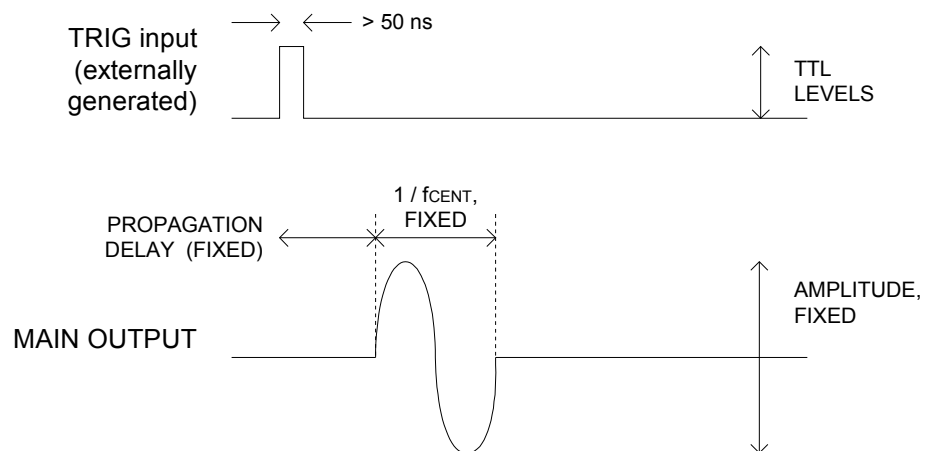 > 50 ns
TRIG input
(externally
generated)
TTL
LEVELS
1 / fCENT,
FIXED
PROPAGATION
DELAY (FIXED)
AMPLITUDE,
FIXED
MAIN OUTPUT